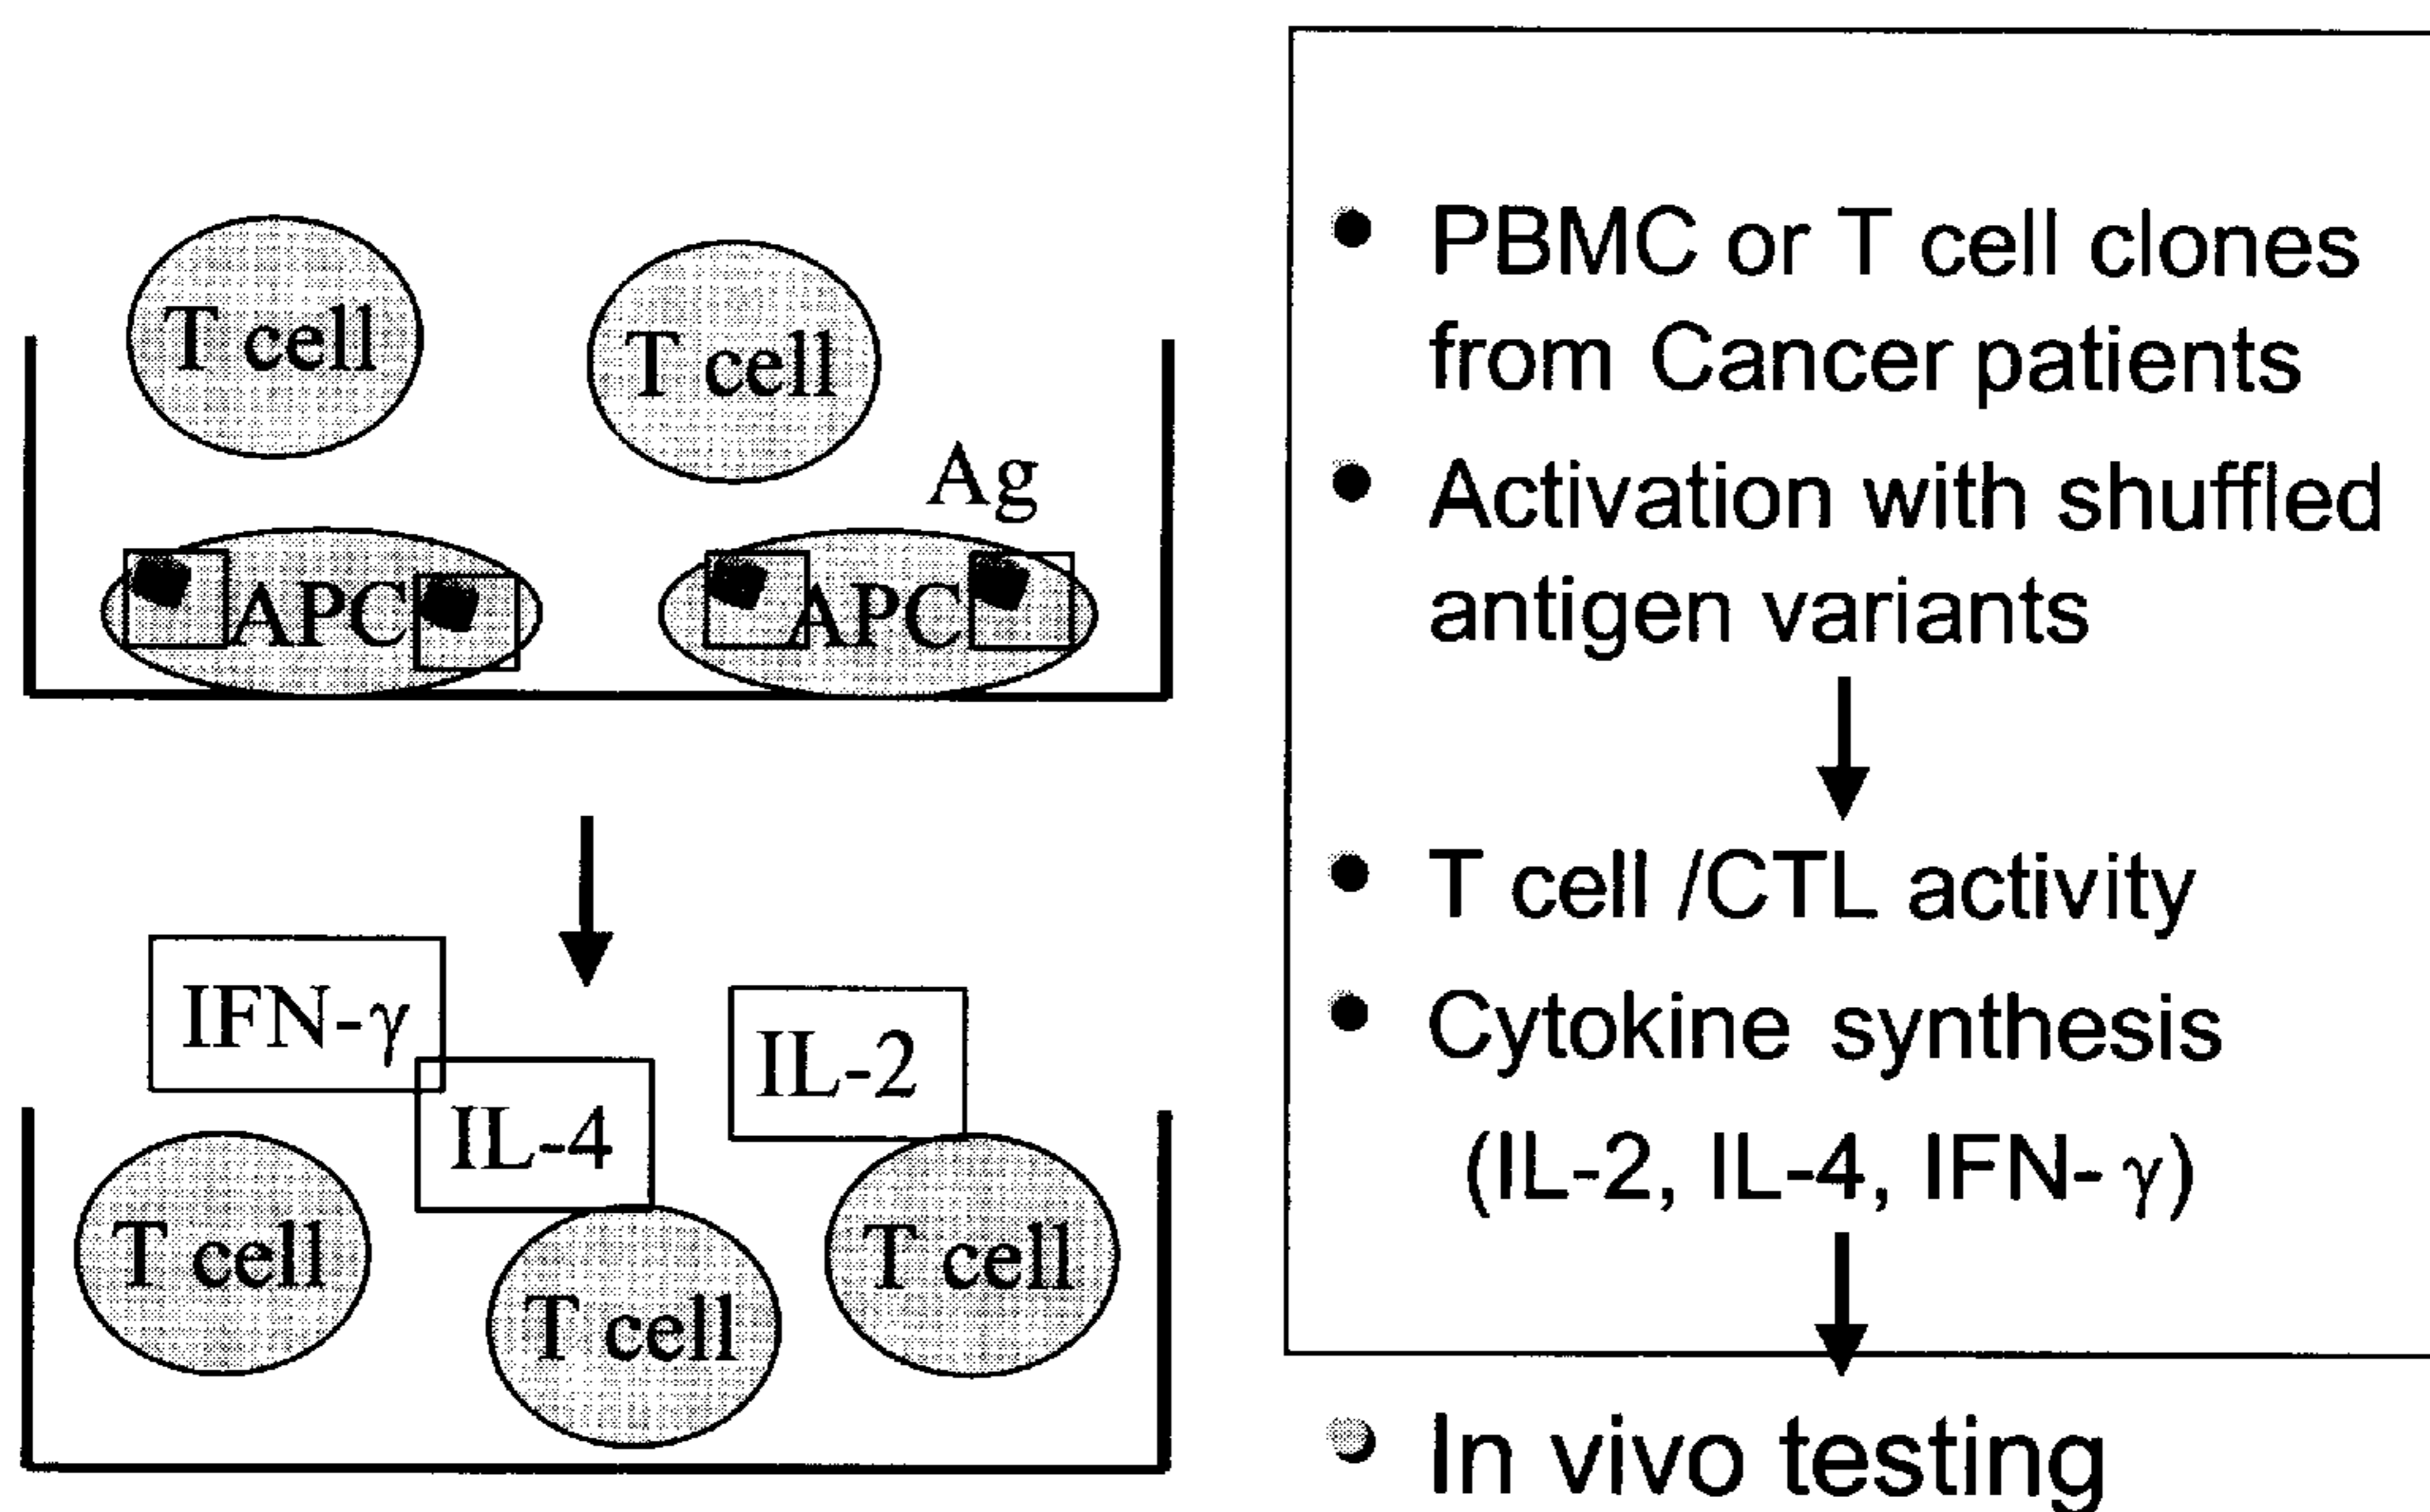 T cell
T cell
Ag
APC
APC
IFN-γ
IL-4
IL-2
T cell
T cell
T cell
• PBMC or T cell clones
from Cancer patients
• Activation with shuffled
antigen variants
• T cell /CTL activity
• Cytokine synthesis
(IL-2, IL-4, IFN- γ)
• In vivo testing